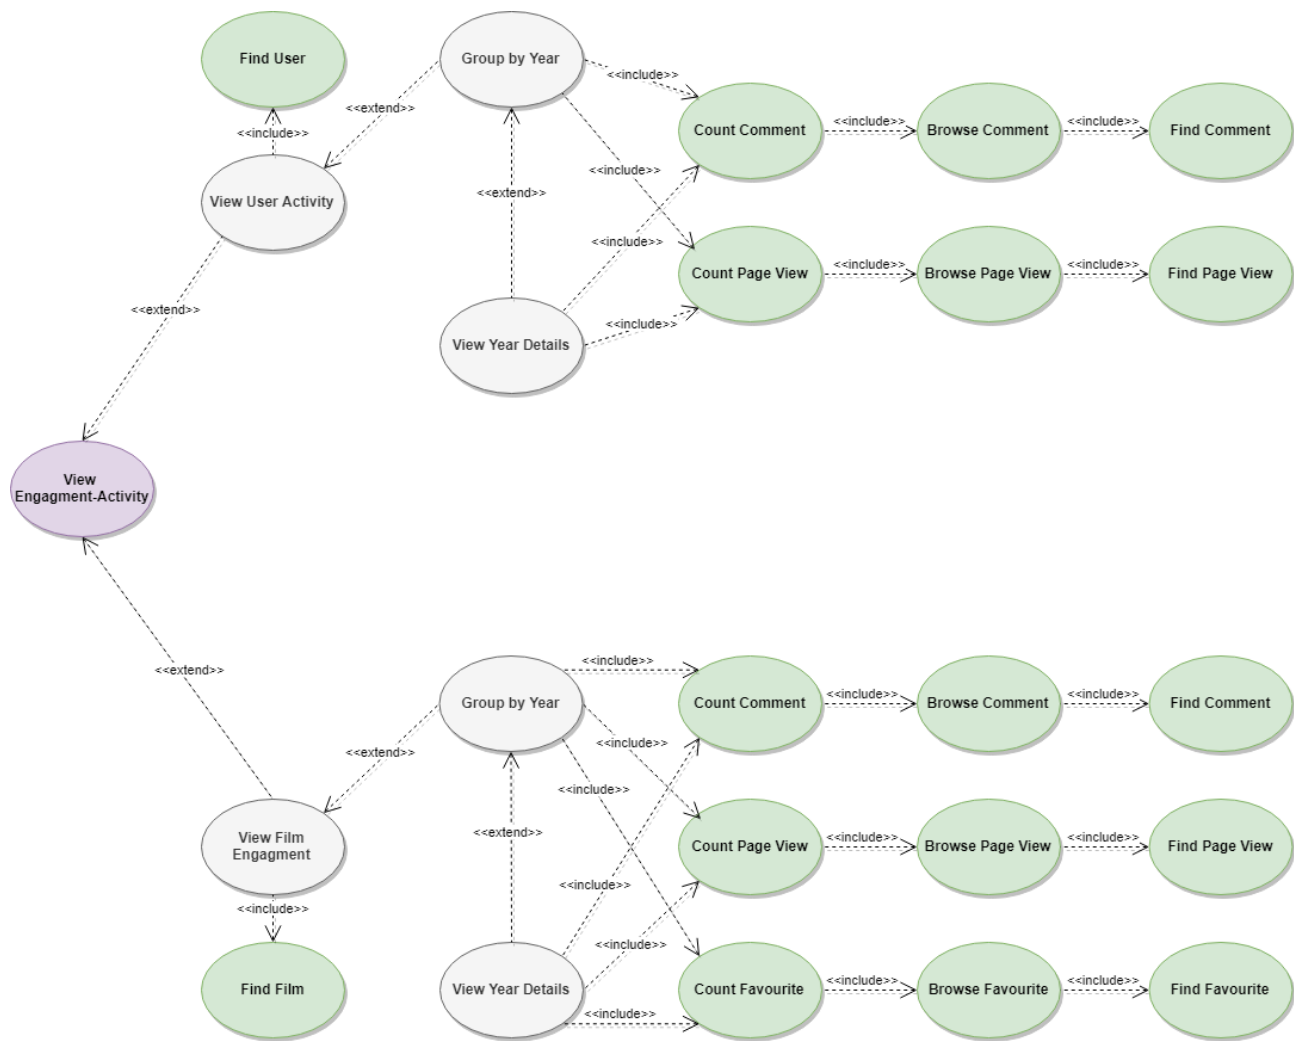 Find User
Group by Year
<<include>>
<<extend>>
<<include>>
Count Comment
<<include>>
Browse Comment
<<include>>
Find Comment
View User Activity
<<include>>
<<extend>>
<<include>>
Count Page View
<<include>>
Browse Page View
<<include>>
Find Page View
<<extend>>
<<include>>
View Year Details
View
Engagment-Activity
<<extend>>
Group by Year
<<include>>
Count Comment
<<include>>
Browse Comment
<<include>>
Find Comment
<<extend>>
<<include>>
<<include>>
<<extend>>
View Film
Engagment
Count Page View
<<include>>
Browse Page View
<<include>>
Find Page View
<<include>>
<<include>>
<<include>>
Find Film
View Year Details
Count Favourite
<<include>>
Browse Favourite
<<include>>
Find Favourite
<<include>>